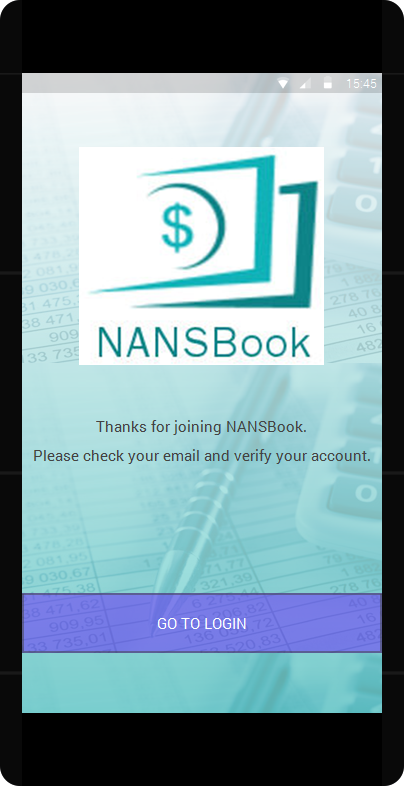 15:45
$
NANSBook
Thanks for joining NANSBook.
Please check your email and verify your account.
GO TO LOGIN